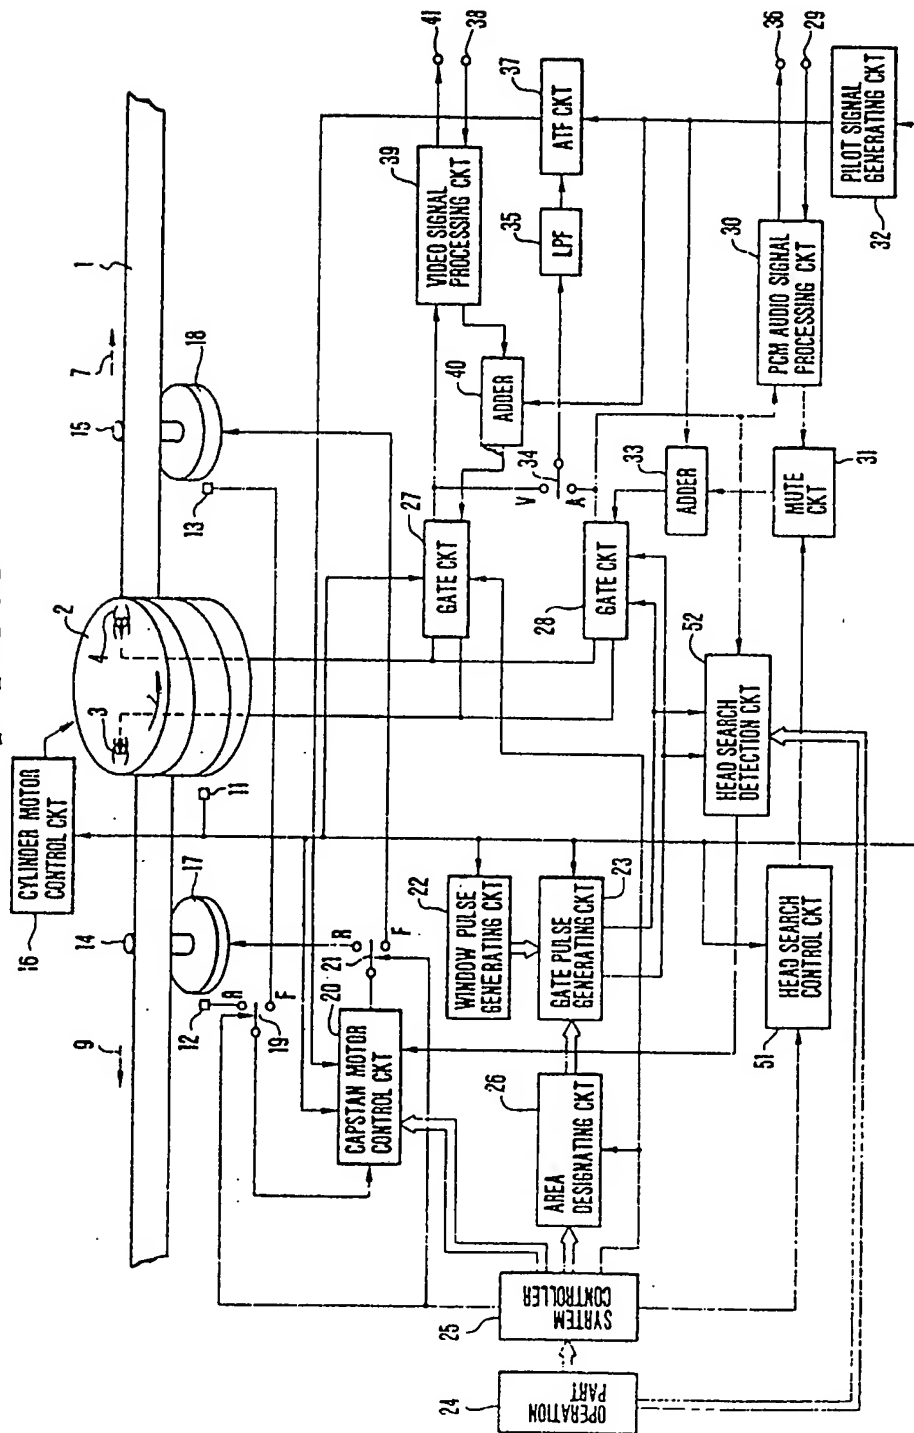 16
CYLINDER MOTOR
CONTROL CKT
9
14
17
12
R
F
19
11
3
4
2
13
15
18
7
1
20
CAPSTAN MOTOR
CONTROL CKT
R
21
F
22
WINDOW PULSE
GENERATING CKT
GATE PULSE
GENERATING CKT
23
26
AREA
DESIGNATING CKT
24
OPERATION
PART
25
SYRTEM
CONTROLLER
27
GATE CKT
28
GATE CKT
V
A
34
40
ADDER
33
ADDER
39
VIDEO SIGNAL
PROCESSING CKT
41
38
35
LPF
37
ATF CKT
30
PCM AUDIO SIGNAL
PROCESSING CKT
36
29
31
MUTE
CKT
32
PILOT SIGNAL
GENERATING CKT
52
HEAD SEARCH
DETECTION CKT
51
HEAD SEARCH
CONTROL CKT